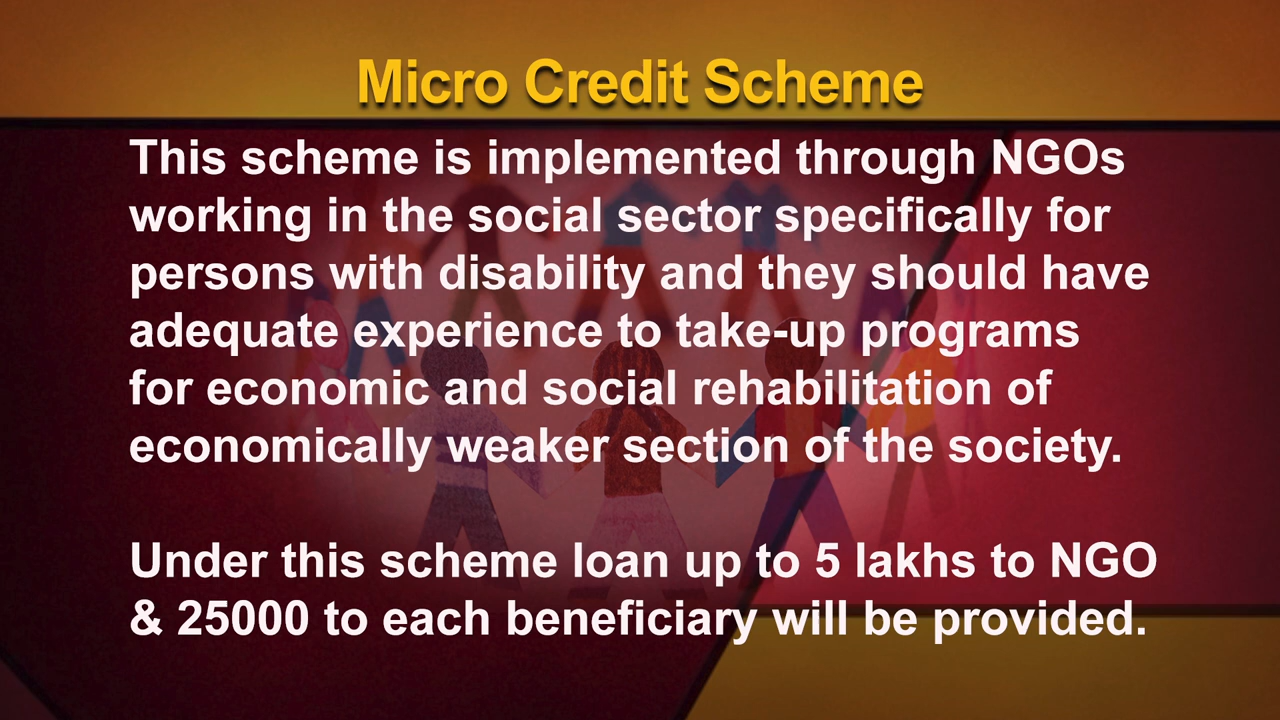 Micro Credit Scheme
This scheme is implemented through NGOs
working in the social sector specifically for
persons with disability and they should have
adequate experience to take-up programs
for economic and social rehabilitation of
economically weaker section of the society.
Under this scheme loan up to 5 lakhs to NGO
& 25000 to each beneficiary will be provided.